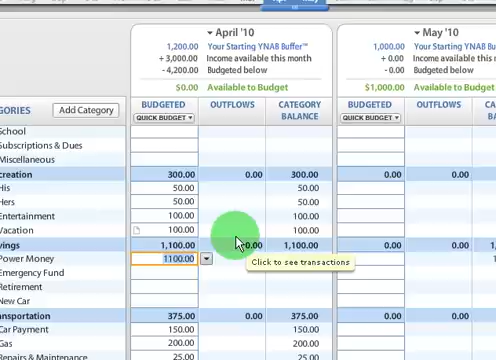 April '10
May '10
1,200.00 Your Starting YNAB Buffer™
1,000.00 Your Starting YNAB Buffer™
+ 3,000.00 Income available this month
+ 0.00 Income available this month
- 4,200.00 Budgeted below
- 0.00 Budgeted below
$0.00 Available to Budget
$1,000.00 Available to Budget
GORIES Add Category BUDGETED OUTFLOWS CATEGORY BALANCE BUDGETED OUTFLOWS CA
QUICK BUDGET QUICK BUDGET BA
School
Subscriptions & Dues
Miscellaneous
creation 300.00 0.00 300.00 0.00 0.00
His 50.00 50.00
Hers 50.00 50.00
Entertainment 100.00 100.00
Vacation 100.00 100.00
vings 1,100.00 0.00 1,100.00 0.00 0.00 1,
Power Money 1100.00
Click to see transactions
Emergency Fund
Retirement
New Car
nsportation 375.00 0.00 375.00 0.00 0.00
Car Payment 150.00 150.00
Gas 200.00 200.00
Repairs & Maintenance 25.00 25.00